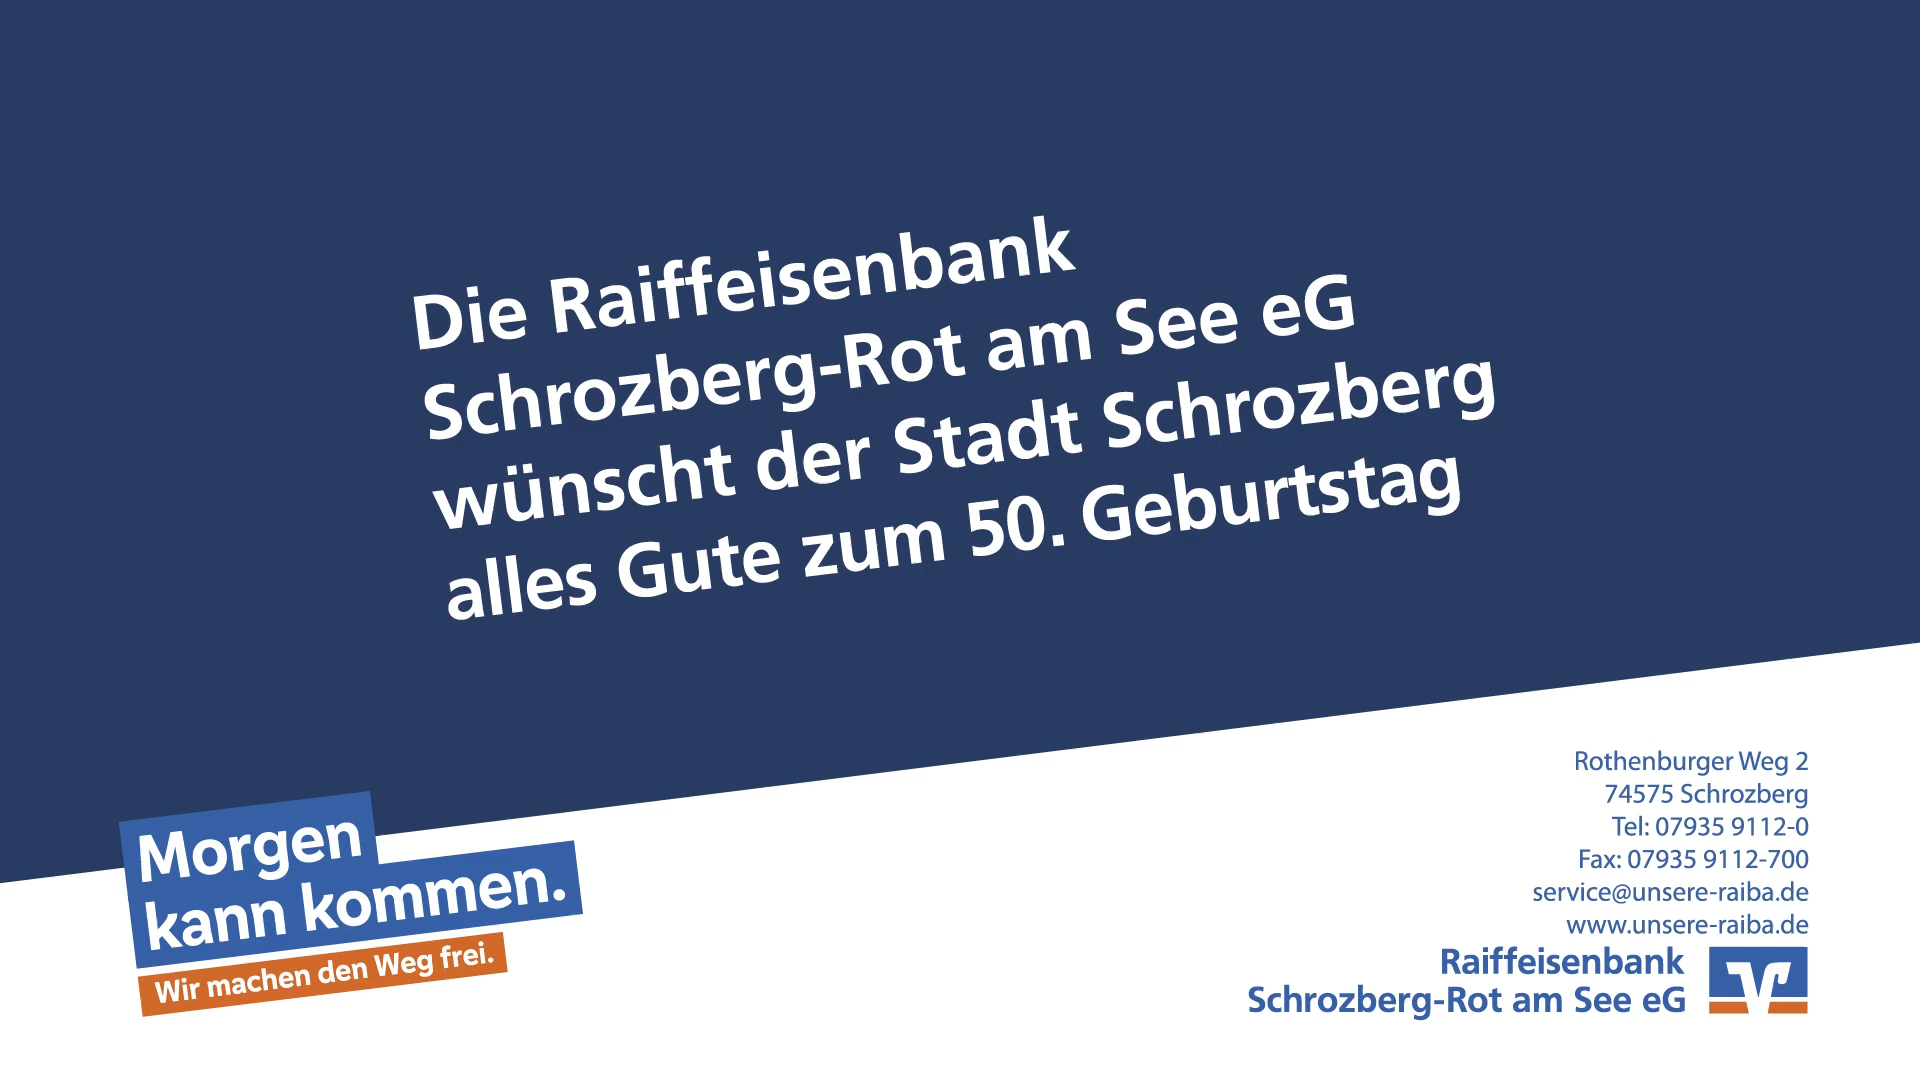 Die Raiffeisenbank
Schrozberg-Rot am See eG
wünscht der Stadt Schrozberg
alles Gute zum 50. Geburtstag
Morgen
kann kommen.
Wir machen den Weg frei.
Rothenburger Weg 2
74575 Schrozberg
Tel: 07935 9112-0
Fax: 07935 9112-700
service@unsere-raiba.de
www.unsere-raiba.de
Raiffeisenbank
Schrozberg-Rot am See eG